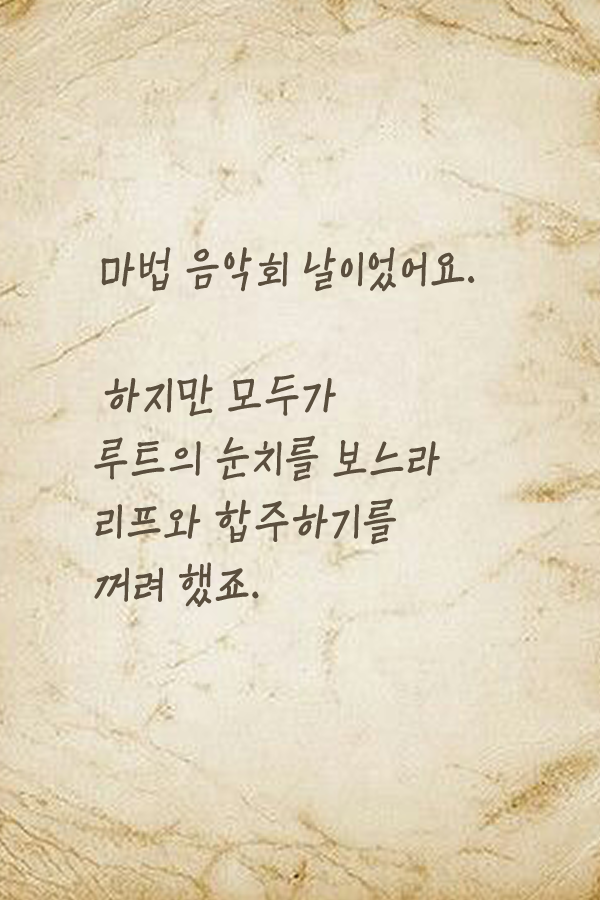 마법 음악회 날이었어요.
하지만 모두가
루트의 눈치를 보느라
리프와 합주하기를
꺼려 했죠.